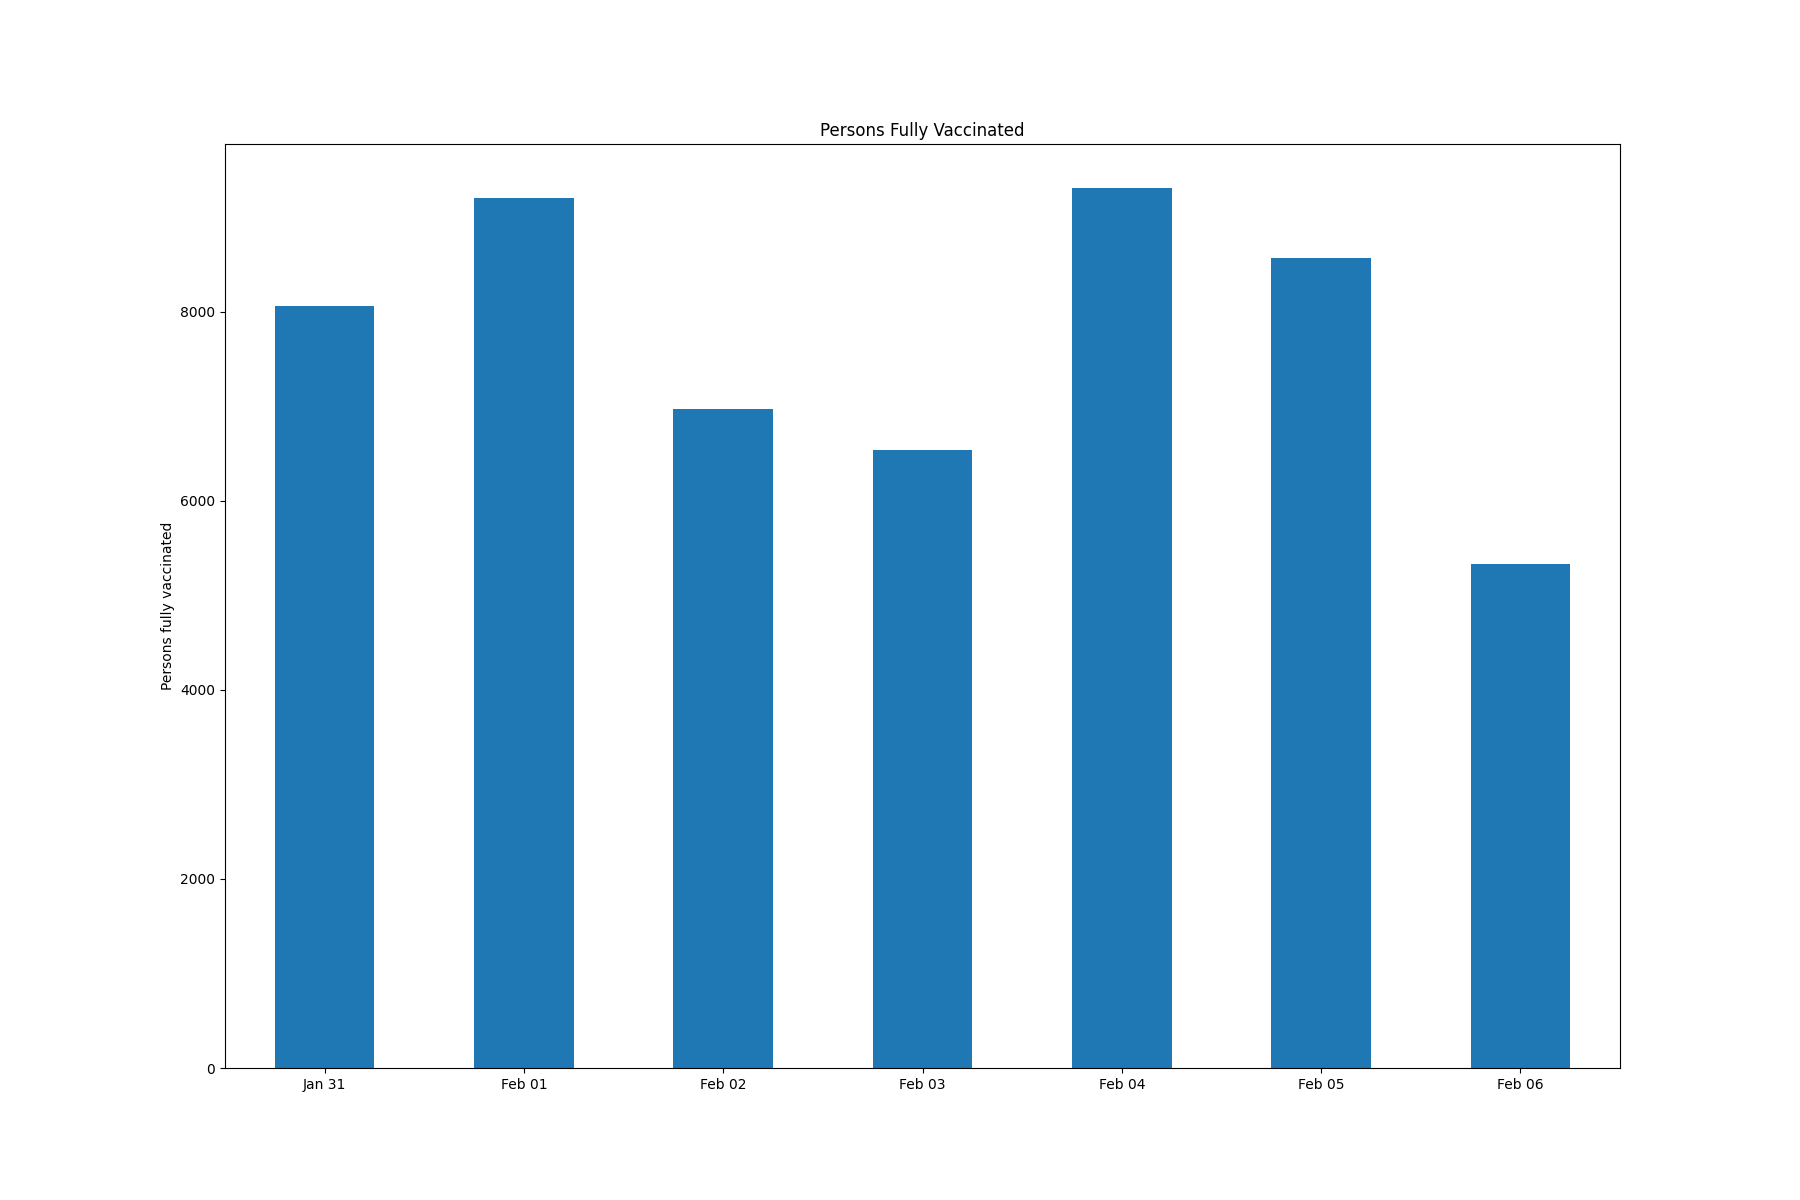 Persons Fully Vaccinated
Persons fully vaccinated
8000
6000
4000
2000
0
Jan 31 Feb 01 Feb 02 Feb 03 Feb 04 Feb 05 Feb 06